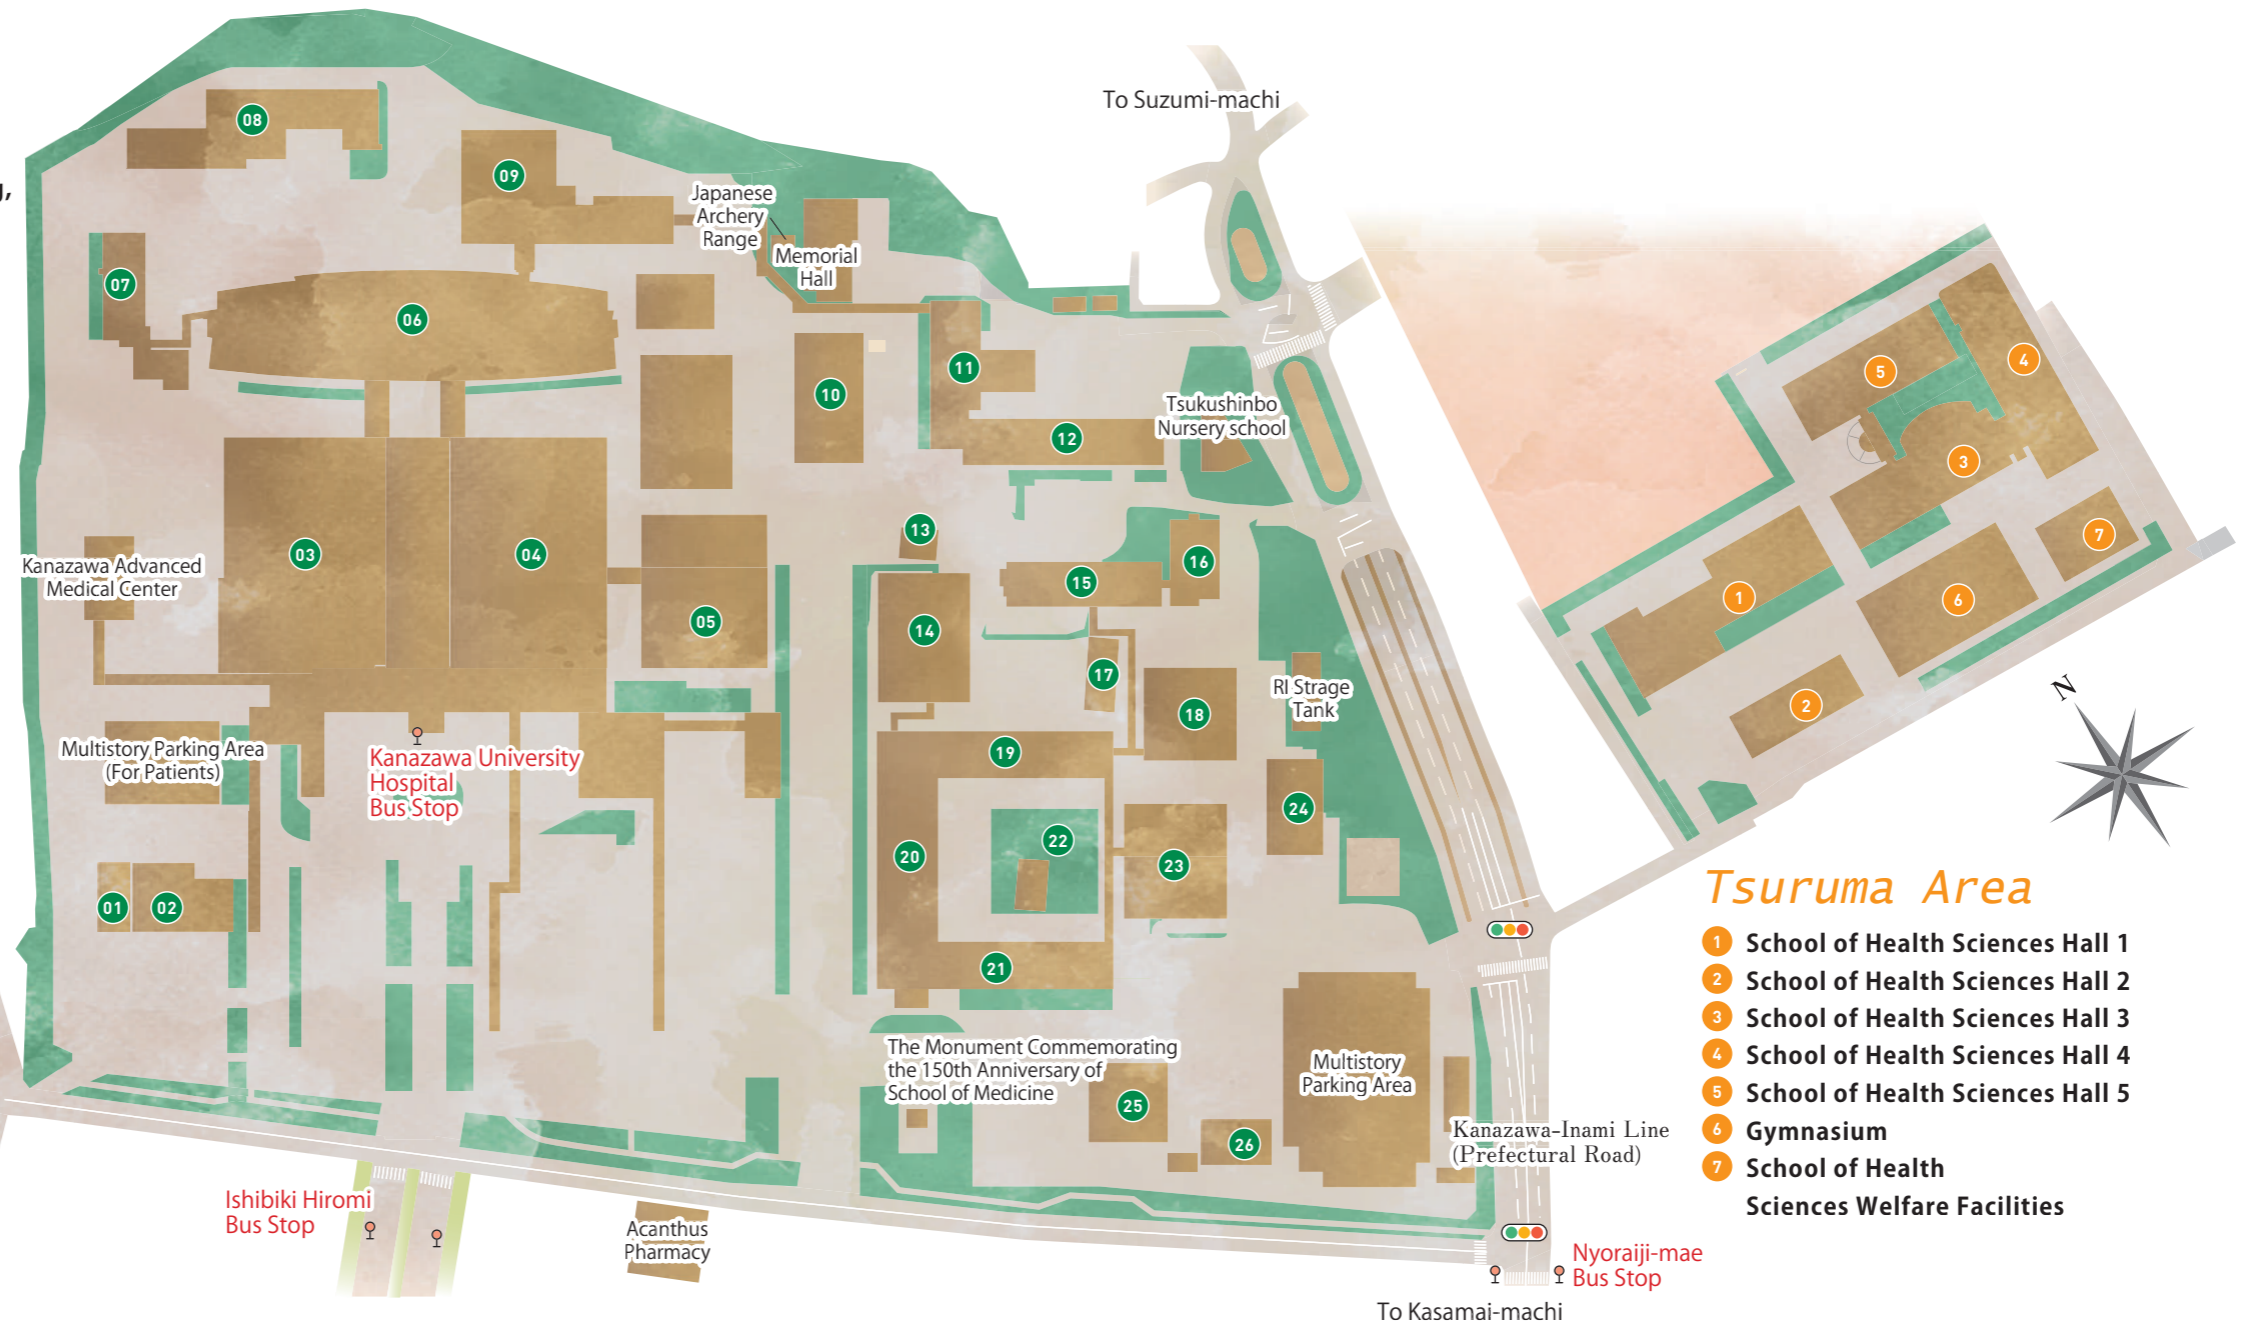 To Suzumi-machi
08
09
Japanese
Archery
Range
Memorial
Hall
07
06
11
10
12
Tsukushinbo
Nursery school
5
4
3
7
13
03
04
Kanazawa Advanced
Medical Center
16
15
14
05
1
6
17
RI Strage
Tank
18
2
N
Multistory Parking Area
(For Patients)
Kanazawa University
Hospital
Bus Stop
19
24
22
20
23
01
02
21
Tsuruma Area
1 School of Health Sciences Hall 1
2 School of Health Sciences Hall 2
3 School of Health Sciences Hall 3
4 School of Health Sciences Hall 4
5 School of Health Sciences Hall 5
6 Gymnasium
7 School of Health
Sciences Welfare Facilities
The Monument Commemorating
the 150th Anniversary of
School of Medicine
Multistory
Parking Area
25
26
Kanazawa-Inami Line
(Prefectural Road)
Ishibiki Hiromi
Bus Stop
Acanthus
Pharmacy
Nyoraiji-mae
Bus Stop
To Kasamai-machi